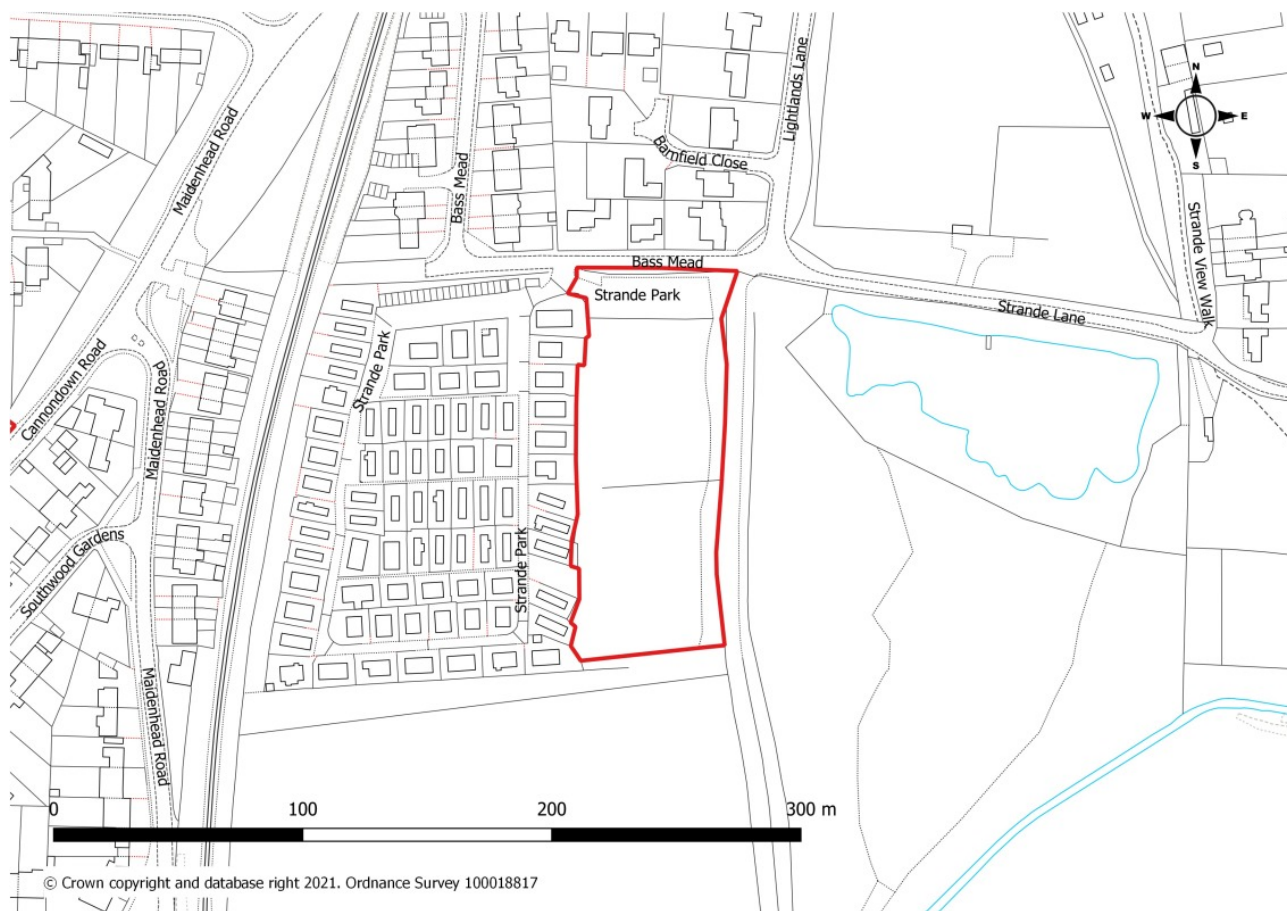 Maidenhead Road
Bass Mead
Barnfield Close
Lightlands Lane
N
W
E
S
Strande View Walk
Bass Mead
Strande Park
Strande Lane
Cannondown Road
Maidenhead Road
Strande Park
Southwood Gardens
Strande Park
Maidenhead Road
0
100
200
300 m
© Crown copyright and database right 2021. Ordnance Survey 100018817